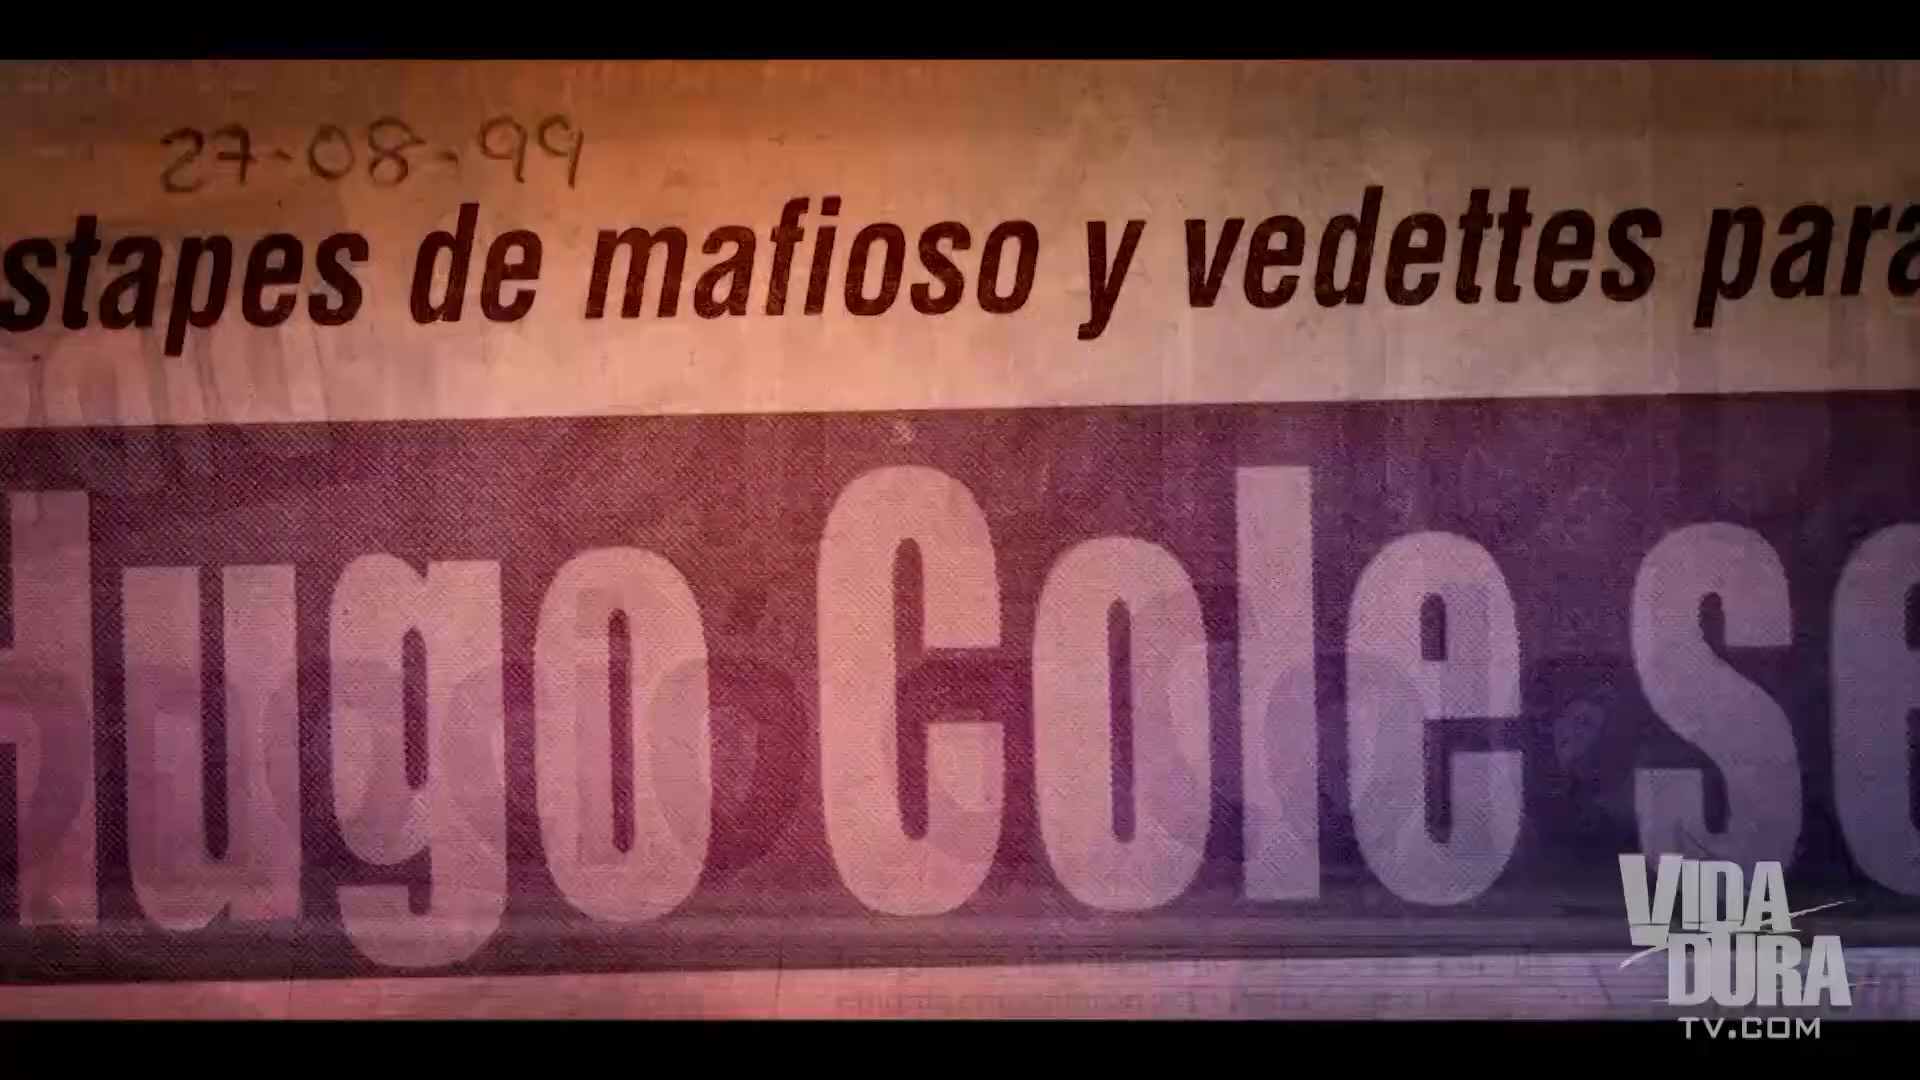 27-08-99
stapes de mafioso y vedettes para
Hugo Cole se
VIDA
DURA
TV.COM